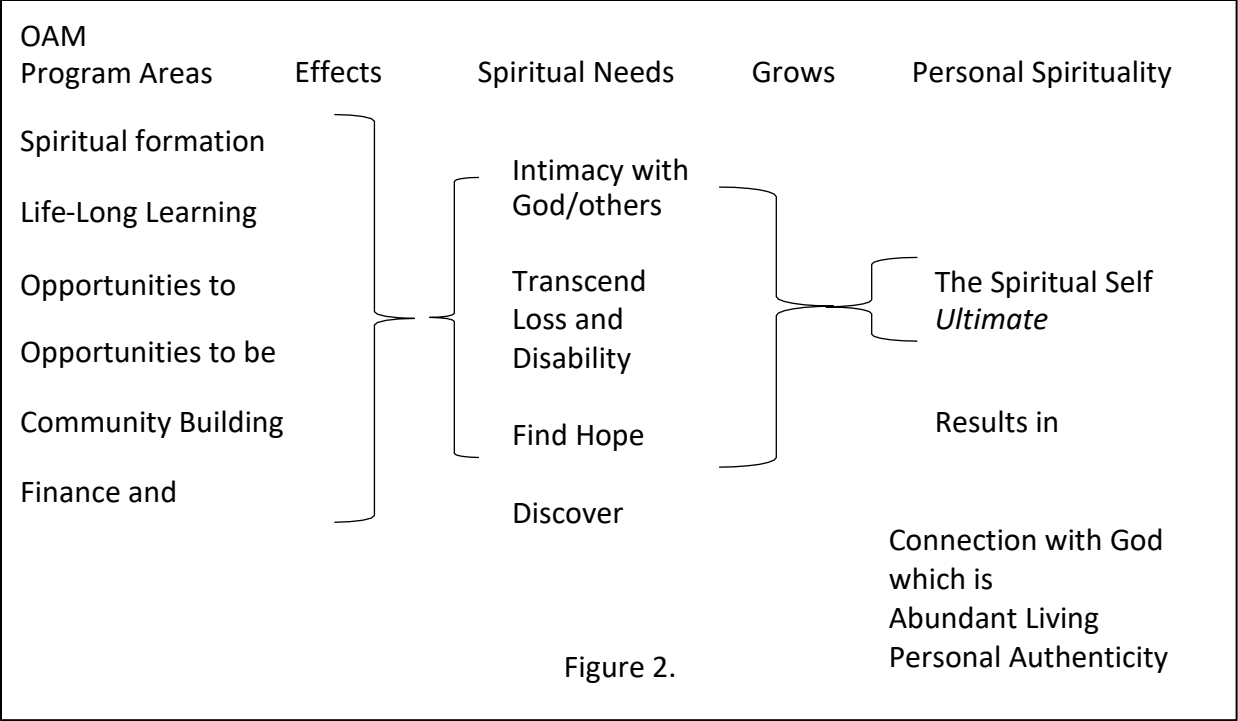 OAM
Program Areas Effects Spiritual Needs Grows Personal Spirituality
Spiritual formation
Life-Long Learning
Opportunities to
Opportunities to be
Community Building
Finance and
Intimacy with
God/others
Transcend
Loss and
Disability
Find Hope
Discover
The Spiritual Self
Ultimate
Results in
Connection with God
which is
Abundant Living
Personal Authenticity
Figure 2.